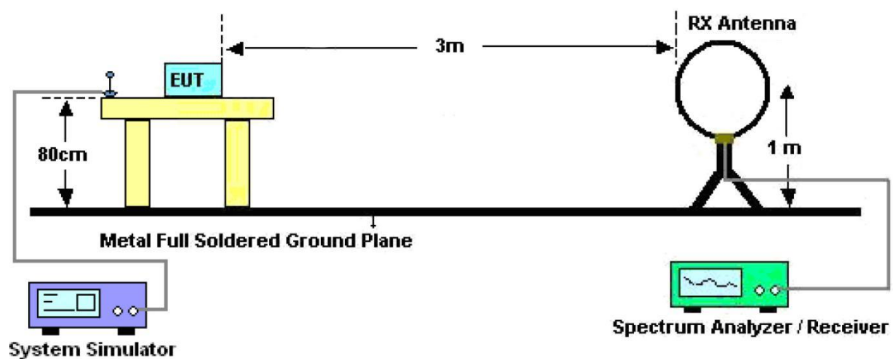 RX Antenna
3m
EUT
80cm
1 m
Metal Full Soldered Ground Plane
Spectrum Analyzer / Receiver
System Simulator